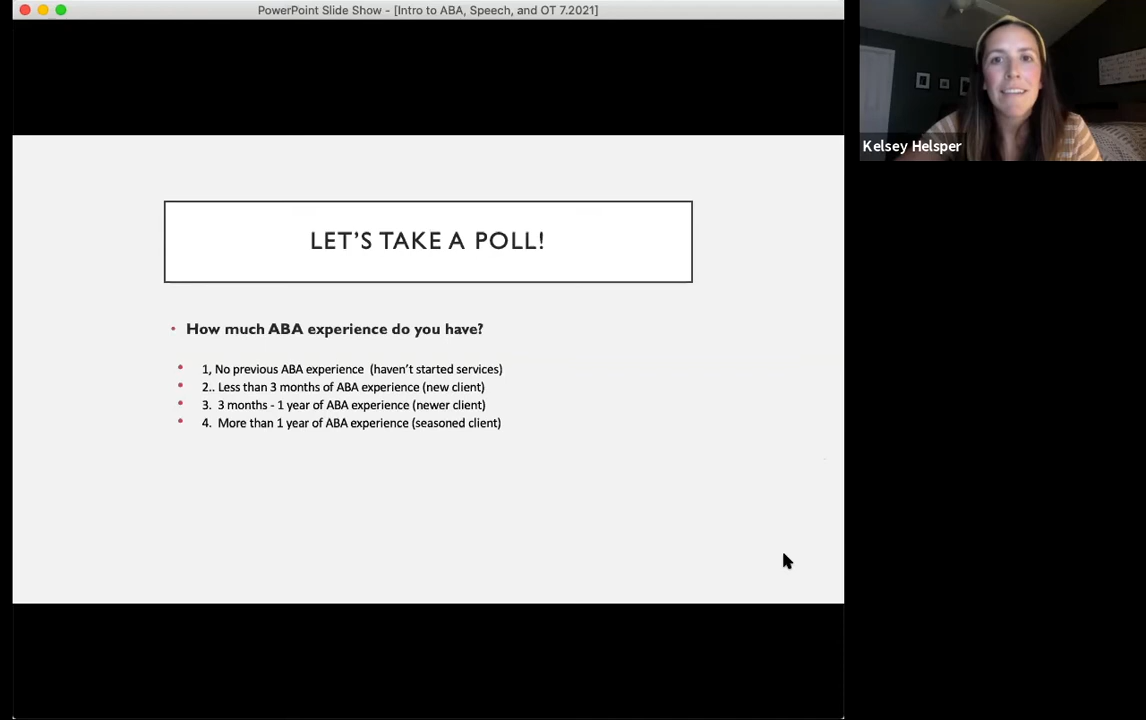 PowerPoint Slide Show - [Intro to ABA, Speech, and OT 7.2021]
Kelsey Helsper
LET’S TAKE A POLL!
• How much ABA experience do you have?
• 1, No previous ABA experience (haven’t started services)
• 2.. Less than 3 months of ABA experience (new client)
• 3. 3 months - 1 year of ABA experience (newer client)
• 4. More than 1 year of ABA experience (seasoned client)